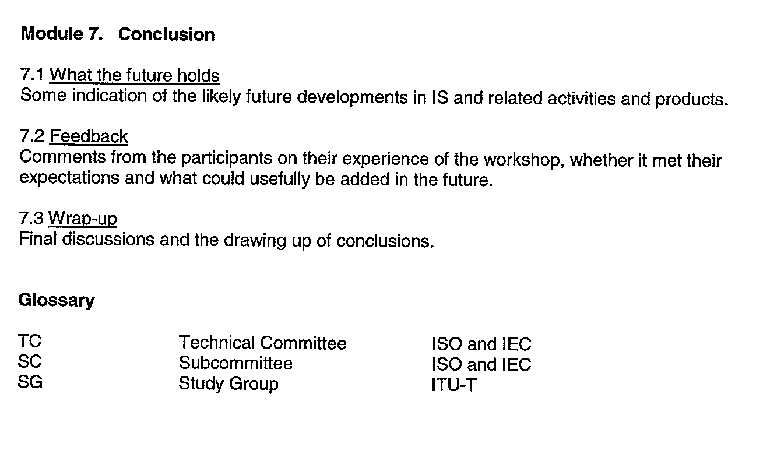 Module 7. Conclusion
7.1 What the future holds
Some indication of the likely future developments in IS and related activities and products.
7.2 Feedback
Comments from the participants on their experience of the workshop, whether it met their
expectations and what could usefully be added in the future.
7.3 Wrap-up
Final discussions and the drawing up of conclusions.
Glossary
TC Technical Committee ISO and IEC
SC Subcommittee ISO and IEC
SG Study Group ITU-T